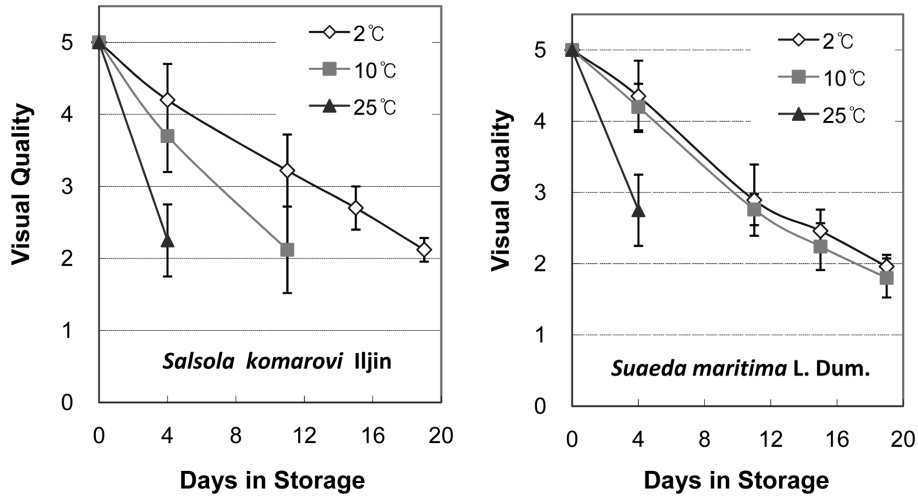 Visual Quality
5
4
3
2
1
0
2℃
10℃
25℃
Salsola komarovi Iljin
0 4 8 12 16 20
Days in Storage
Visual Quality
5
4
3
2
1
0
2℃
10℃
25℃
Suaeda maritima L. Dum.
0 4 8 12 16 20
Days in Storage